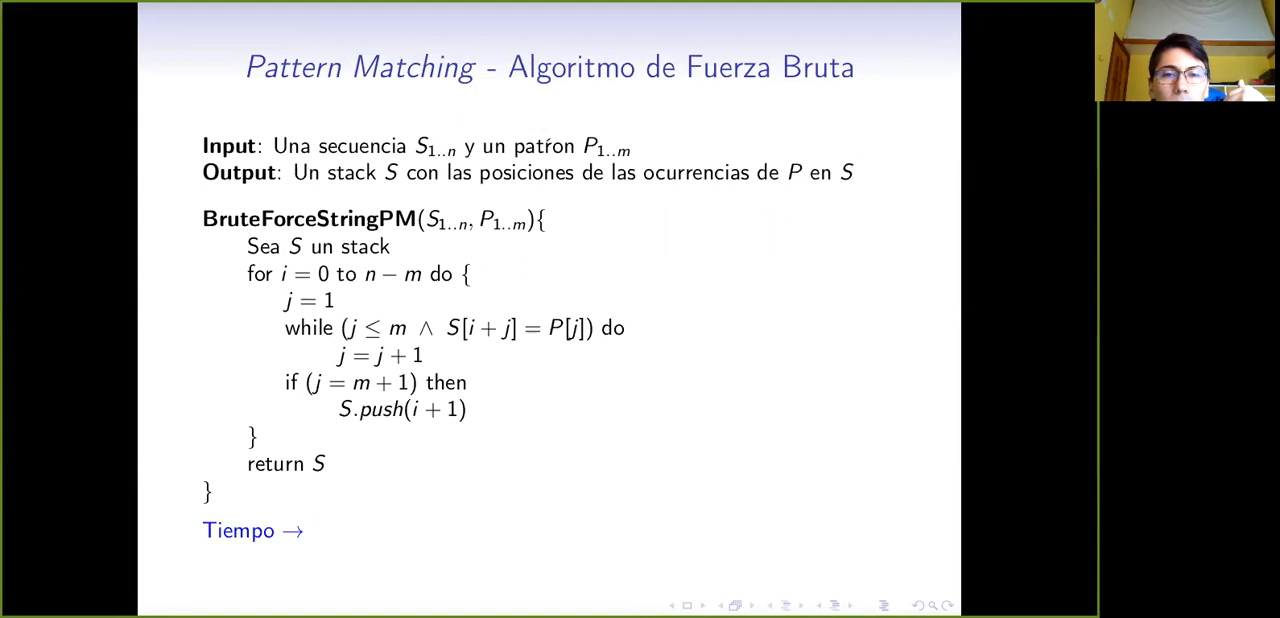 Pattern Matching - Algoritmo de Fuerza Bruta
Input: Una secuencia S₁..ₙ y un patŕon P₁..ₘ
Output: Un stack S con las posiciones de las ocurrencias de P en S
BruteForceStringPM(S₁..ₙ, P₁..ₘ){
Sea S un stack
for i = 0 to n − m do {
j = 1
while (j ≤ m ∧ S[i + j] = P[j]) do
j = j + 1
if (j = m + 1) then
S.push(i + 1)
}
return S
}
Tiempo →